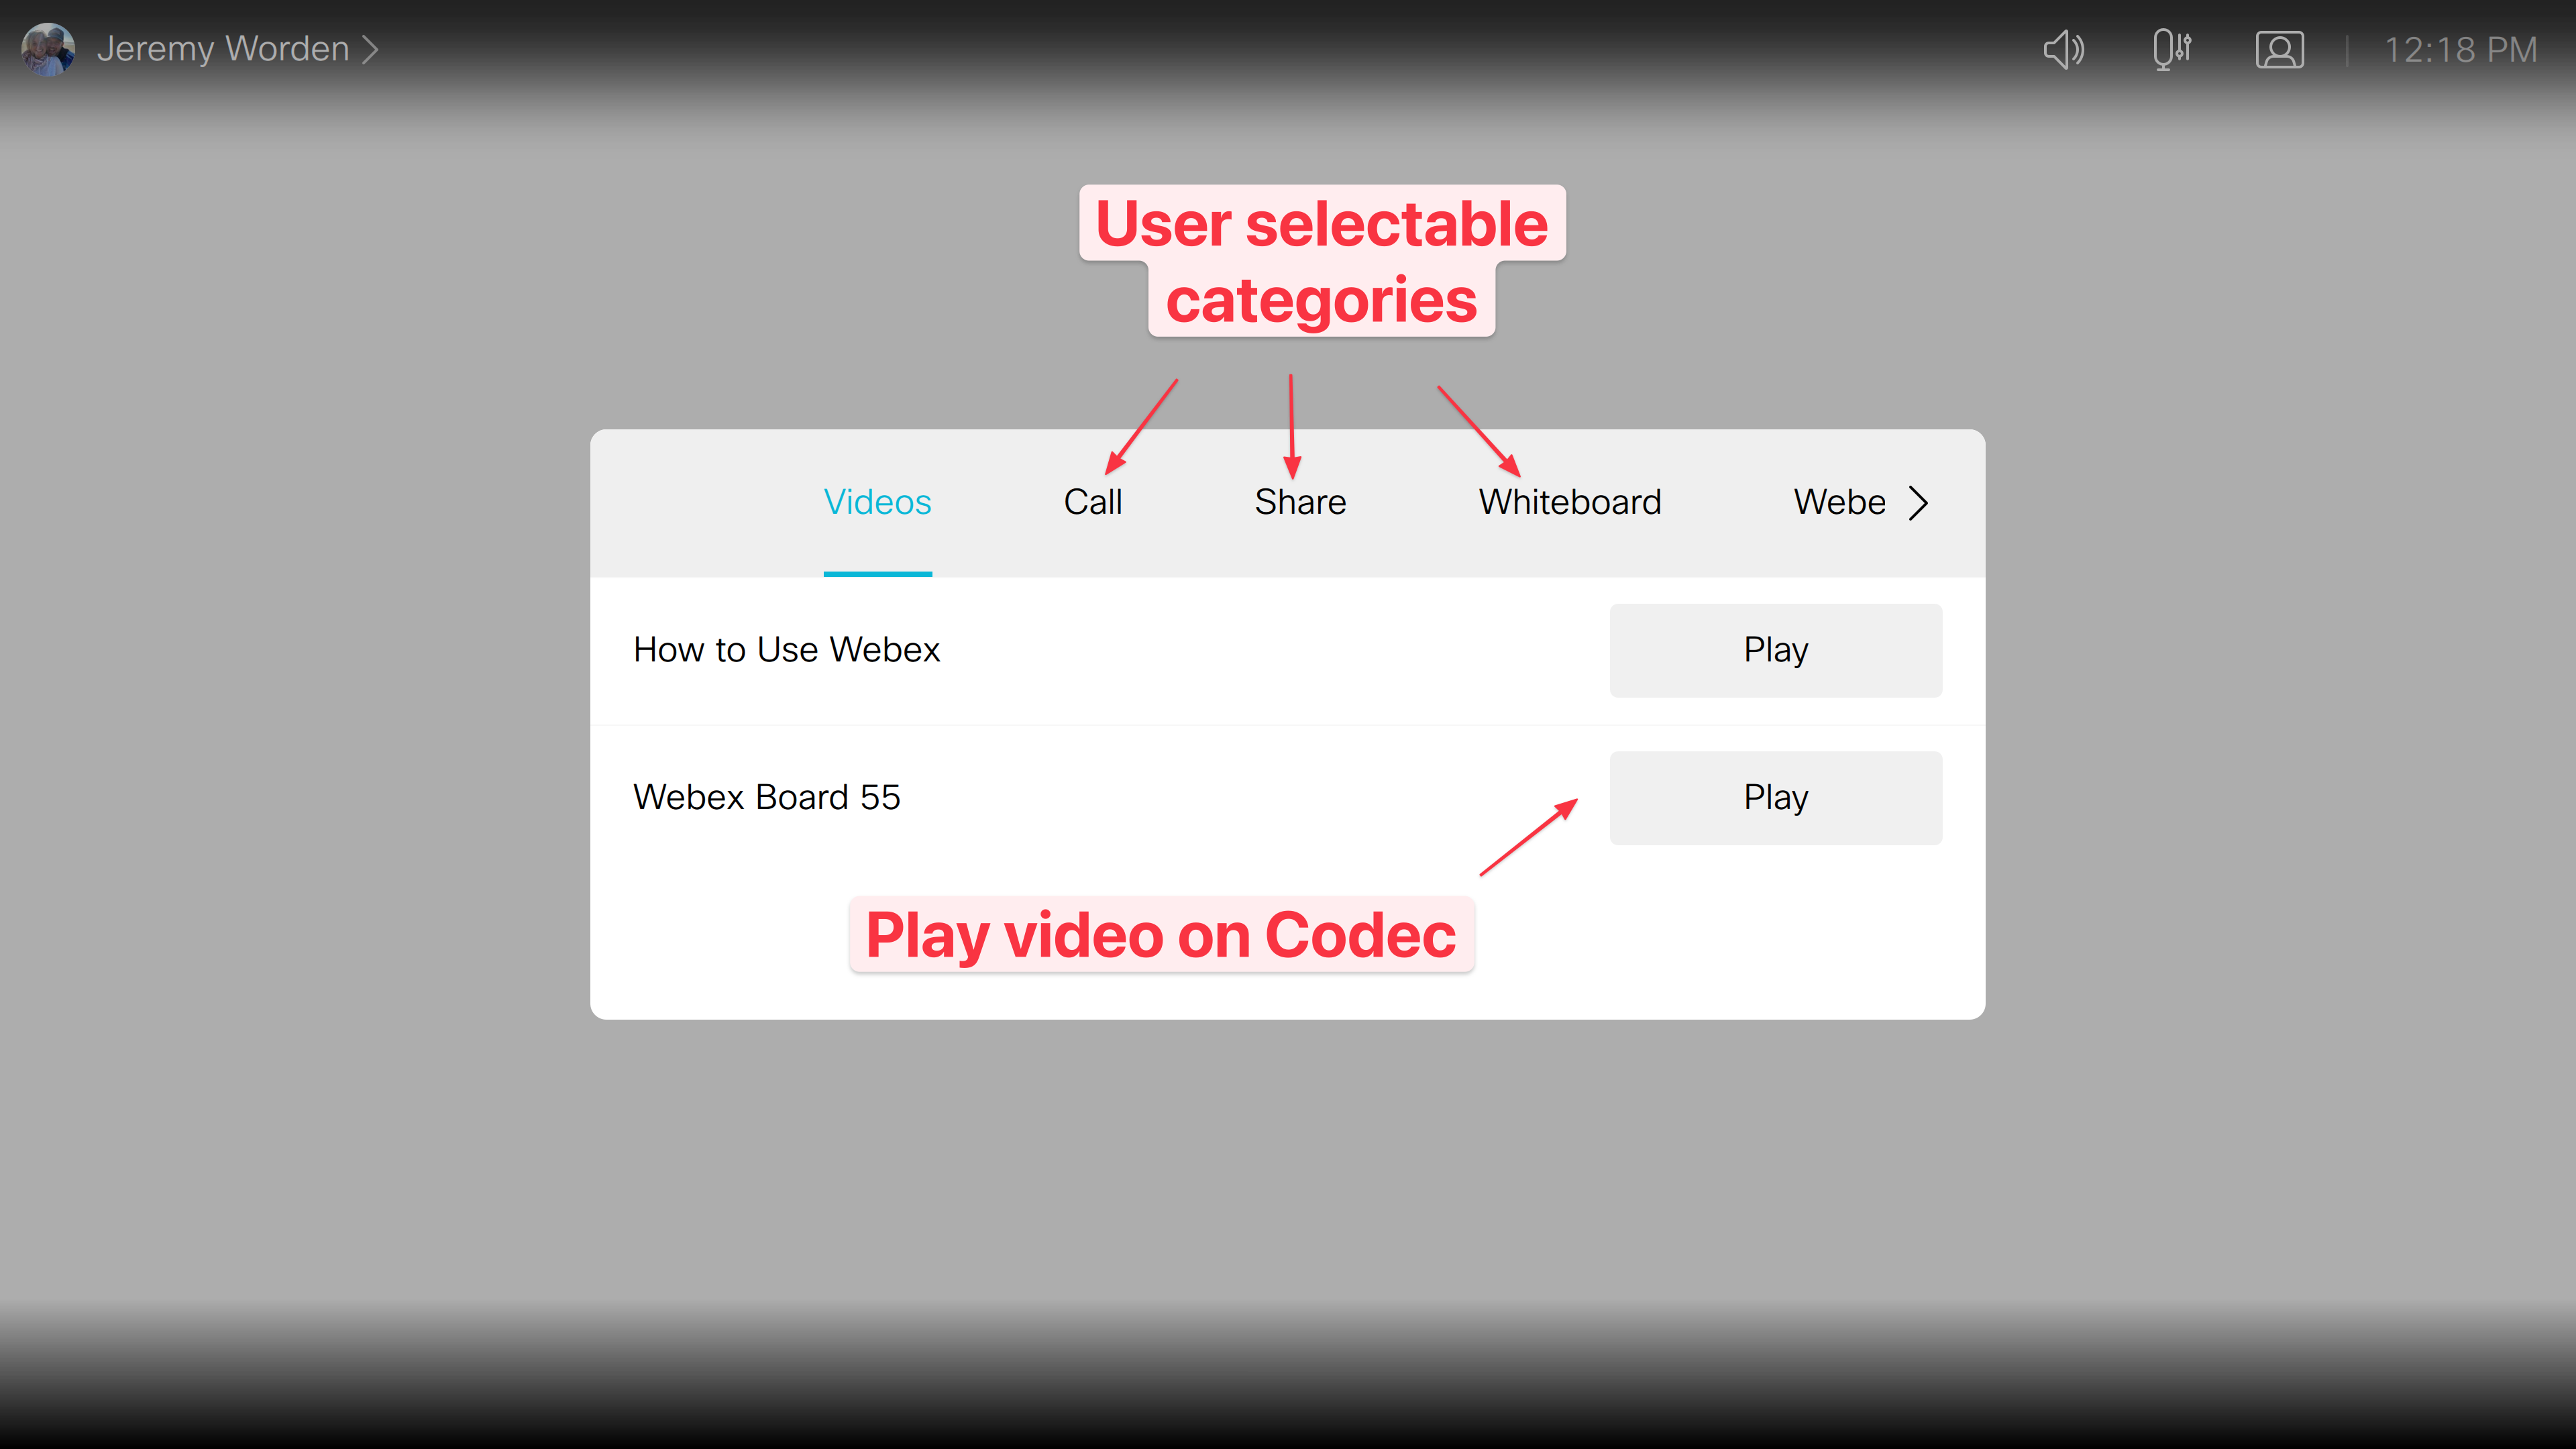 Jeremy Worden
12:18 PM
User selectable
categories
Videos
Call
Share
Whiteboard
Webe
How to Use Webex
Play
Webex Board 55
Play
Play video on Codec